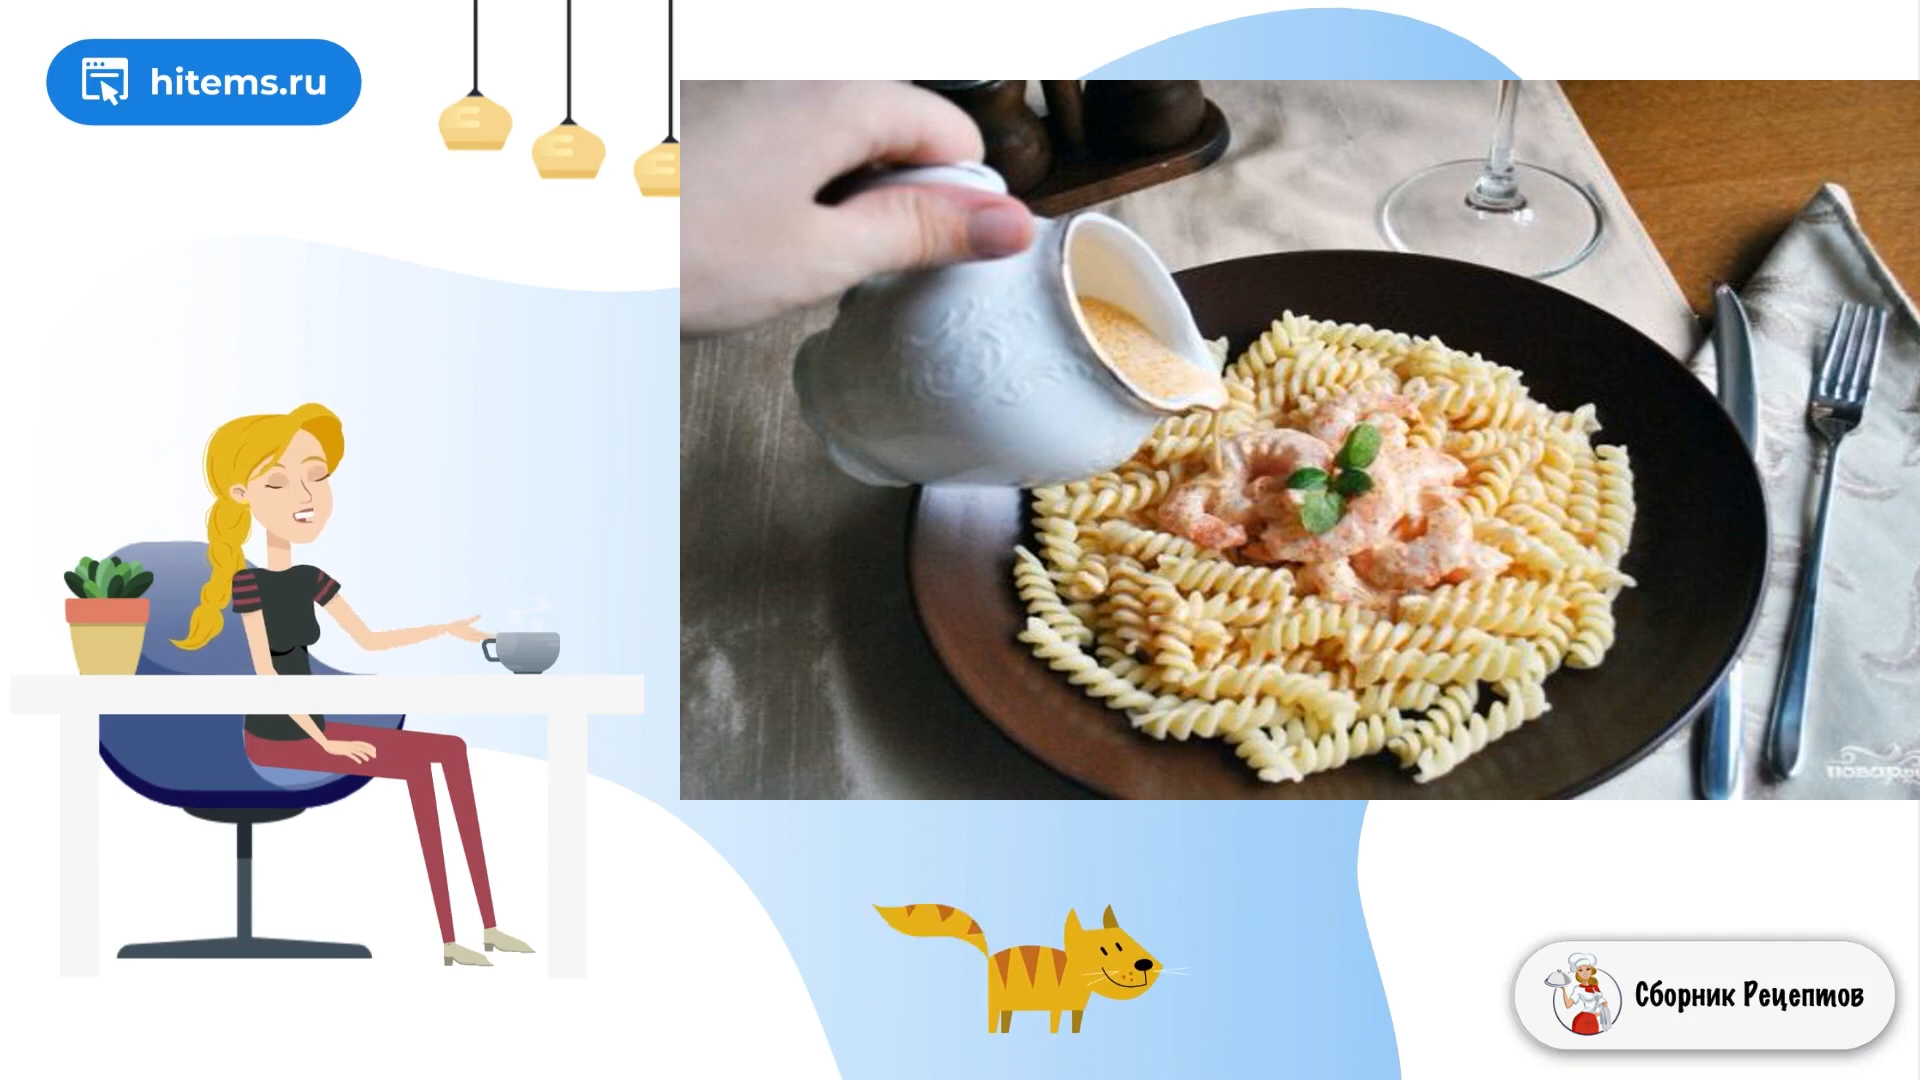 hitems.ru
Сборник Рецептов